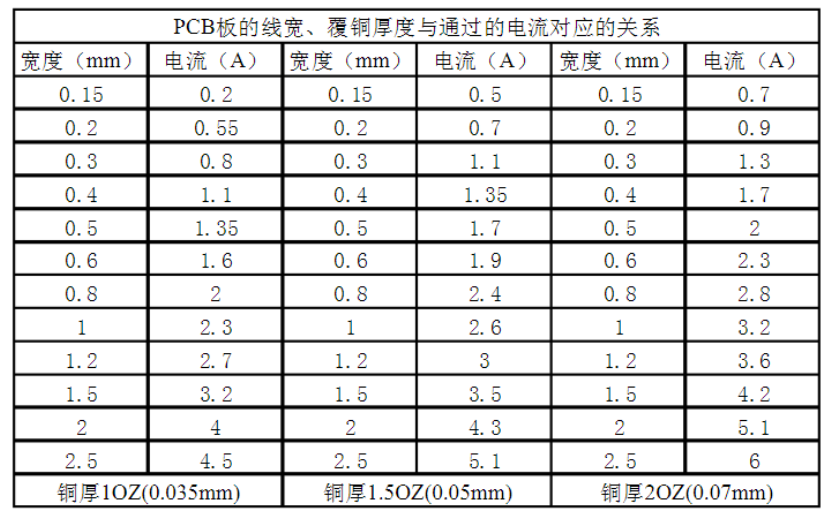 PCB板的线宽、覆铜厚度与通过的电流对应的关系
宽度（mm） 电流（A） 宽度（mm） 电流（A） 宽度（mm） 电流（A）
0.15 0.2 0.15 0.5 0.15 0.7
0.2 0.55 0.2 0.7 0.2 0.9
0.3 0.8 0.3 1.1 0.3 1.3
0.4 1.1 0.4 1.35 0.4 1.7
0.5 1.35 0.5 1.7 0.5 2
0.6 1.6 0.6 1.9 0.6 2.3
0.8 2 0.8 2.4 0.8 2.8
1 2.3 1 2.6 1 3.2
1.2 2.7 1.2 3 1.2 3.6
1.5 3.2 1.5 3.5 1.5 4.2
2 4 2 4.3 2 5.1
2.5 4.5 2.5 5.1 2.5 6
铜厚1OZ(0.035mm) 铜厚1.5OZ(0.05mm) 铜厚2OZ(0.07mm)